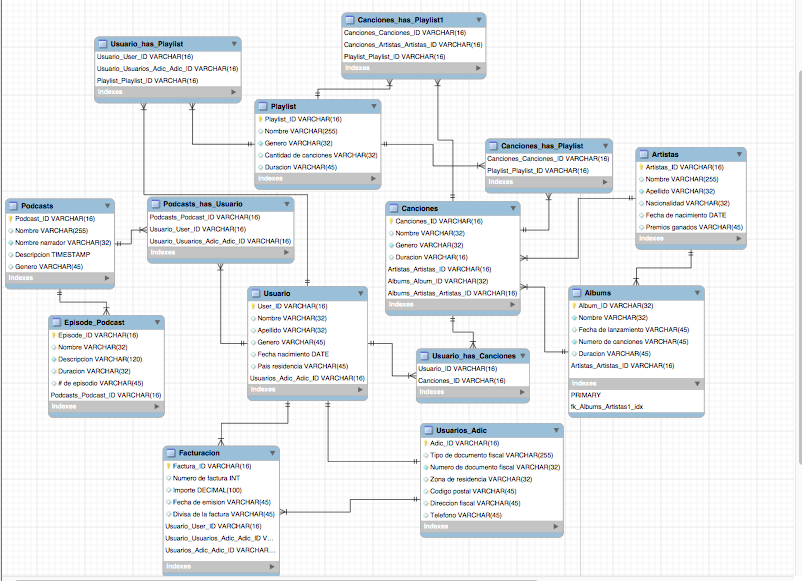 Canciones_has_Playlist1
Canciones_Canciones_ID VARCHAR(16)
Canciones_Artistas_Artistas_ID VARCHAR(16)
Playlist_Playlist_ID VARCHAR(16)
Indexes
Usuario_has_Playlist
Usuario_User_ID VARCHAR(16)
Usuario_Usuarios_Adic_Adic_ID VARCHAR(16)
Playlist_Playlist_ID VARCHAR(16)
Indexes
Playlist
Playlist_ID VARCHAR(16)
Nombre VARCHAR(255)
Genero VARCHAR(32)
Cantidad de canciones VARCHAR(32)
Duracion VARCHAR(45)
Indexes
Canciones_has_Playlist
Canciones_Canciones_ID VARCHAR(16)
Playlist_Playlist_ID VARCHAR(16)
Indexes
Artistas
Artistas_ID VARCHAR(16)
Nombre VARCHAR(255)
Apellido VARCHAR(32)
Nacionalidad VARCHAR(32)
Fecha de nacimiento DATE
Premios ganados VARCHAR(45)
Indexes
Podcasts
Podcast_ID VARCHAR(16)
Nombre VARCHAR(255)
Nombre narrador VARCHAR(32)
Descripcion TIMESTAMP
Genero VARCHAR(45)
Indexes
Podcasts_has_Usuario
Podcasts_Podcast_ID VARCHAR(16)
Usuario_User_ID VARCHAR(16)
Usuario_Usuarios_Adic_Adic_ID VARCHAR(16)
Indexes
Canciones
Canciones_ID VARCHAR(16)
Nombre VARCHAR(32)
Genero VARCHAR(32)
Duracion VARCHAR(16)
Artistas_Artistas_ID VARCHAR(16)
Albums_Album_ID VARCHAR(32)
Albums_Artistas_Artistas_ID VARCHAR(16)
Indexes
Usuario
User_ID VARCHAR(16)
Nombre VARCHAR(32)
Apellido VARCHAR(32)
Genero VARCHAR(45)
Fecha nacimiento DATE
Pais residencia VARCHAR(45)
Usuarios_Adic_Adic_ID VARCHAR(16)
Indexes
Albums
Album_ID VARCHAR(32)
Nombre VARCHAR(32)
Fecha de lanzamiento VARCHAR(45)
Numero de canciones VARCHAR(45)
Duracion VARCHAR(45)
Artistas_Artistas_ID VARCHAR(16)
Indexes
PRIMARY
fk_Albums_Artistas1_idx
Episode_Podcast
Episode_ID VARCHAR(16)
Nombre VARCHAR(32)
Descripcion VARCHAR(120)
Duracion VARCHAR(32)
# de episodio VARCHAR(45)
Podcasts_Podcast_ID VARCHAR(16)
Indexes
Usuario_has_Canciones
Usuario_ID VARCHAR(16)
Canciones_ID VARCHAR(16)
Indexes
Usuarios_Adic
Adic_ID VARCHAR(16)
Tipo de documento fiscal VARCHAR(255)
Numero de documento fiscal VARCHAR(32)
Zona de residencia VARCHAR(32)
Codigo postal VARCHAR(45)
Direccion fiscal VARCHAR(45)
Telefono VARCHAR(45)
Indexes
Facturacion
Factura_ID VARCHAR(16)
Numero de factura INT
Importe DECIMAL(100)
Fecha de emision VARCHAR(45)
Divisa de la factura VARCHAR(45)
Usuario_User_ID VARCHAR(16)
Usuario_Usuarios_Adic_Adic_ID V...
Usuarios_Adic_Adic_ID VARCHAR...
Indexes